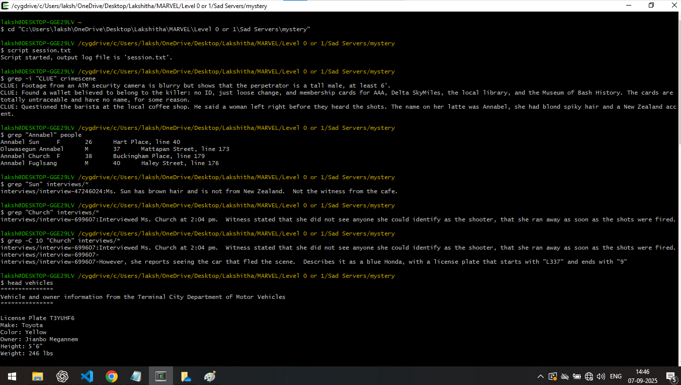 /cygdrive/c/Users/laksh/OneDrive/Desktop/Lakshitha/MARVEL/Level 0 or 1/Sad Servers/mystery
laksh@DESKTOP-GGE29LV ~
$ cd "C:\Users\laksh\OneDrive\Desktop\Lakshitha\MARVEL\Level 0 or 1\Sad Servers\mystery"
laksh@DESKTOP-GGE29LV /cygdrive/c/Users/laksh/OneDrive/Desktop/Lakshitha/MARVEL/Level 0 or 1/Sad Servers/mystery
$ script session.txt
Script started, output log file is 'session.txt'.
laksh@DESKTOP-GGE29LV /cygdrive/c/Users/laksh/OneDrive/Desktop/Lakshitha/MARVEL/Level 0 or 1/Sad Servers/mystery
$ grep -i "CLUE" crimescene
CLUE: Footage from an ATM security camera is blurry but shows that the perpetrator is a tall male, at least 6'.
CLUE: Found a wallet believed to belong to the killer: no ID, just loose change, and membership cards for AAA, Delta SkyMiles, the local library, and the Museum of Bash History. The cards are
totally untraceable and have no name, for some reason.
CLUE: Questioned the barista at the local coffee shop. He said a woman left right before they heard the shots. The name on her latte was Annabel, she had blond spiky hair and a New Zealand acc
ent.
laksh@DESKTOP-GGE29LV /cygdrive/c/Users/laksh/OneDrive/Desktop/Lakshitha/MARVEL/Level 0 or 1/Sad Servers/mystery
$ grep "Annabel" people
Annabel Sun F 26 Hart Place, line 40
Oluwasegun Annabel M 37 Mattapan Street, line 173
Annabel Church F 38 Buckingham Place, line 179
Annabel Fuglsang M 40 Haley Street, line 176
laksh@DESKTOP-GGE29LV /cygdrive/c/Users/laksh/OneDrive/Desktop/Lakshitha/MARVEL/Level 0 or 1/Sad Servers/mystery
$ grep "Sun" interviews/*
interviews/interview-47246024:Ms. Sun has brown hair and is not from New Zealand. Not the witness from the cafe.
laksh@DESKTOP-GGE29LV /cygdrive/c/Users/laksh/OneDrive/Desktop/Lakshitha/MARVEL/Level 0 or 1/Sad Servers/mystery
$ grep "Church" interviews/*
interviews/interview-699607:Interviewed Ms. Church at 2:04 pm. Witness stated that she did not see anyone she could identify as the shooter, that she ran away as soon as the shots were fired.
laksh@DESKTOP-GGE29LV /cygdrive/c/Users/laksh/OneDrive/Desktop/Lakshitha/MARVEL/Level 0 or 1/Sad Servers/mystery
$ grep -C 10 "Church" interviews/*
interviews/interview-699607:Interviewed Ms. Church at 2:04 pm. Witness stated that she did not see anyone she could identify as the shooter, that she ran away as soon as the shots were fired.
interviews/interview-699607-
interviews/interview-699607-However, she reports seeing the car that fled the scene. Describes it as a blue Honda, with a license plate that starts with "L337" and ends with "9"
laksh@DESKTOP-GGE29LV /cygdrive/c/Users/laksh/OneDrive/Desktop/Lakshitha/MARVEL/Level 0 or 1/Sad Servers/mystery
$ head vehicles
***************
Vehicle and owner information from the Terminal City Department of Motor Vehicles
***************
License Plate T3YUHF6
Make: Toyota
Color: Yellow
Owner: Jianbo Megannem
Height: 5'6"
Weight: 246 lbs
ENG
14:46
07-09-2025